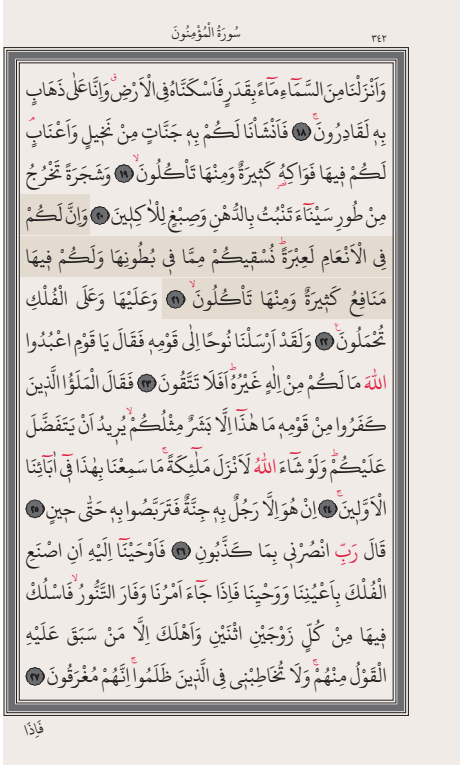 ٣٤٢ سُورَةُ الْمُؤْمِنُونَ
وَاَنْزَلْنَا مِنَ السَّمَٓاءِ مَٓاءً بِقَدَرٍ فَاَسْكَنَّاهُ فِى الْاَرْضِۗ وَاِنَّا عَلٰى ذَهَابٍ
بِهٖ لَقَادِرُونَۚ ﴿١٨﴾ فَاَنْشَاْنَا لَكُمْ بِهٖ جَنَّاتٍ مِنْ نَخٖيلٍ وَاَعْنَابٍۢ
لَكُمْ فٖيهَا فَوَاكِهُ كَثٖيرَةٌ وَمِنْهَا تَاْكُلُونَۙ ﴿١٩﴾ وَشَجَرَةً تَخْرُجُ
مِنْ طُورِ سَيْنَٓاءَ تَنْبُتُ بِالدُّهْنِ وَصِبْغٍ لِلْاٰكِلٖينَ ﴿٢٠﴾ وَاِنَّ لَكُمْ
فِى الْاَنْعَامِ لَعِبْرَةًۜ نُسْقٖيكُمْ مِمَّا فٖى بُطُونِهَا وَلَكُمْ فٖيهَا
مَنَافِعُ كَثٖيرَةٌ وَمِنْهَا تَاْكُلُونَۙ ﴿٢١﴾ وَعَلَيْهَا وَعَلَى الْفُلْكِ
تُحْمَلُونَ۟ ﴿٢٢﴾ وَلَقَدْ اَرْسَلْنَا نُوحًا اِلٰى قَوْمِهٖ فَقَالَ يَا قَوْمِ اعْبُدُوا
اللّٰهَ مَا لَكُمْ مِنْ اِلٰهٍ غَيْرُهُۜ اَفَلَا تَتَّقُونَ ﴿٢٣﴾ فَقَالَ الْمَلَؤُا الَّذٖينَ
كَفَرُوا مِنْ قَوْمِهٖ مَا هٰذَٓا اِلَّا بَشَرٌ مِثْلُكُمْۙ يُرٖيدُ اَنْ يَتَفَضَّلَ
عَلَيْكُمْۜ وَلَوْ شَٓاءَ اللّٰهُ لَاَنْزَلَ مَلٰٓئِكَةًۚ مَا سَمِعْنَا بِهٰذَا فٖٓى اٰبَٓائِنَا
الْاَوَّلٖينَۚ ﴿٢٤﴾ اِنْ هُوَ اِلَّا رَجُلٌ بِهٖ جِنَّةٌ فَتَرَبَّصُوا بِهٖ حَتّٰى حٖينٍ ﴿٢٥﴾
قَالَ رَبِّ انْصُرْنٖى بِمَا كَذَّبُونِ ﴿٢٦﴾ فَاَوْحَيْنَٓا اِلَيْهِ اَنِ اصْنَعِ
الْفُلْكَ بِاَعْيُنِنَا وَوَحْيِنَا فَاِذَا جَٓاءَ اَمْرُنَا وَفَارَ التَّنُّورُۙ فَاسْلُكْ
فٖيهَا مِنْ كُلٍّ زَوْجَيْنِ اثْنَيْنِ وَاَهْلَكَ اِلَّا مَنْ سَبَقَ عَلَيْهِ
الْقَوْلُ مِنْهُمْۚ وَلَا تُخَاطِبْنٖى فِى الَّذٖينَ ظَلَمُواۚ اِنَّهُمْ مُغْرَقُونَ ﴿٢٧﴾
فَاِذَا